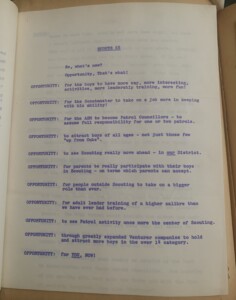 SCOUTS 63
So, what's new?
Opportunity, that's what!
OPPORTUNITY: for the boys to have more say, more interesting,
activities, more leadership training, more fun!
OPPORTUNITY: for the Scoutmaster to take on a job more in keeping
with his ability!
OPPORTUNITY: for the ASM to become Patrol Counsellors - to
assume full responsibility for one or two patrols.
OPPORTUNITY: to attract boys of all ages - not just those few
"up from Cubs".
OPPORTUNITY: to see Scouting really move ahead - in our District.
OPPORTUNITY: for parents to really participate with their boys
in Scouting - on terms which parents can accept.
OPPORTUNITY: for people outside Scouting to take on a bigger
role than ever.
OPPORTUNITY: for adult leader training of a higher calibre than
we have ever had before.
OPPORTUNITY: to see Patrol activity once more the center of Scouting.
OPPORTUNITY: through greatly expanded Venturer companies to hold
and attract more boys in the over 14 category.
OPPORTUNITY: for YOU, NOW!